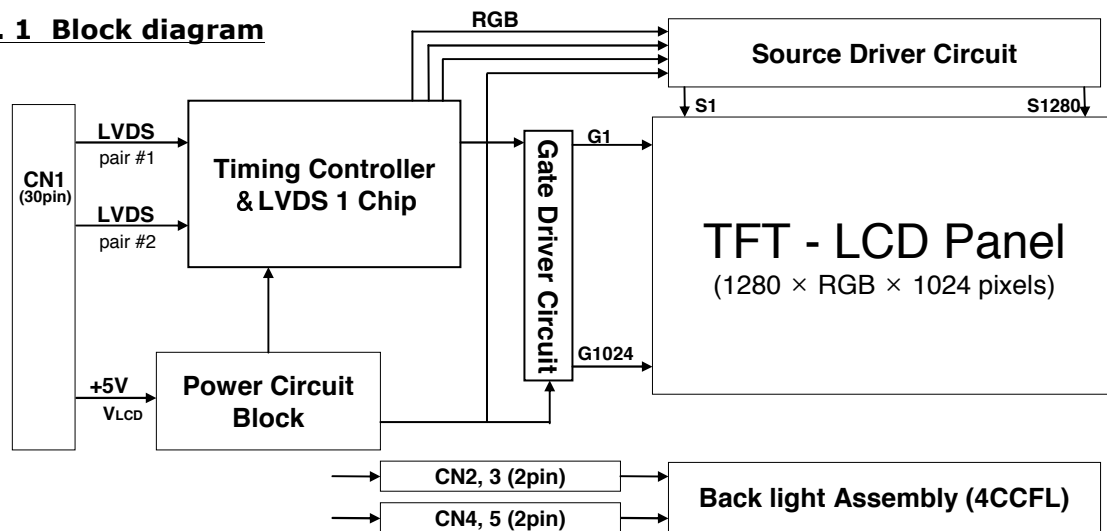 . 1 Block diagram
RGB
Source Driver Circuit
S1
S1280
CN1
(30pin)
LVDS
pair #1
LVDS
pair #2
Timing Controller
& LVDS 1 Chip
Gate Driver Circuit
G1
G1024
TFT - LCD Panel
(1280 × RGB × 1024 pixels)
+5V
VLCD
Power Circuit
Block
CN2, 3 (2pin)
CN4, 5 (2pin)
Back light Assembly (4CCFL)